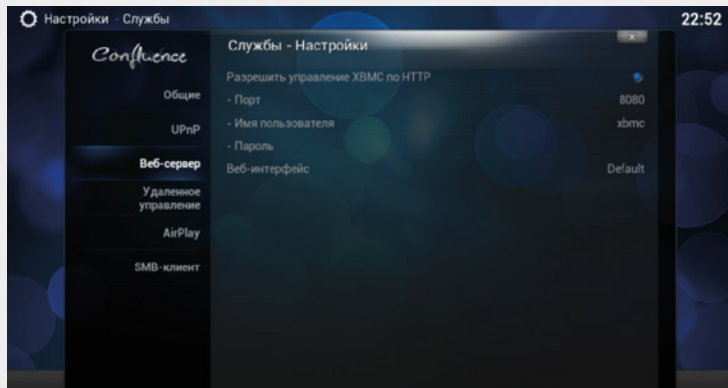 Настройки - Службы
22:52
Confluence
Общие
UPnP
Веб-сервер
Удаленное
управление
AirPlay
SMB-клиент
Службы - Настройки
Разрешить управление XBMC по HTTP
- Порт 8080
- Имя пользователя xbmc
- Пароль
Веб-интерфейс Default